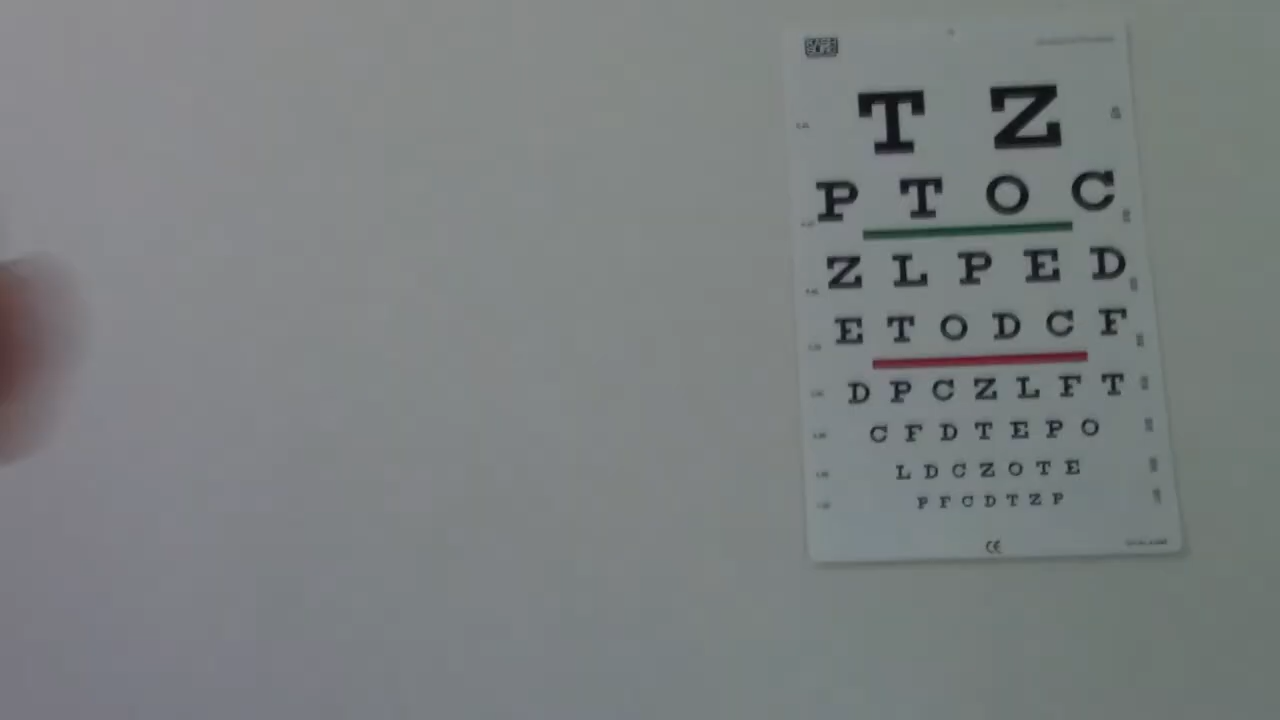 T Z
P T O C
Z L P E D
E T O D C F
D P C Z L F T
C F D T E P O
L D C Z O T E
P F C D T Z P
CE